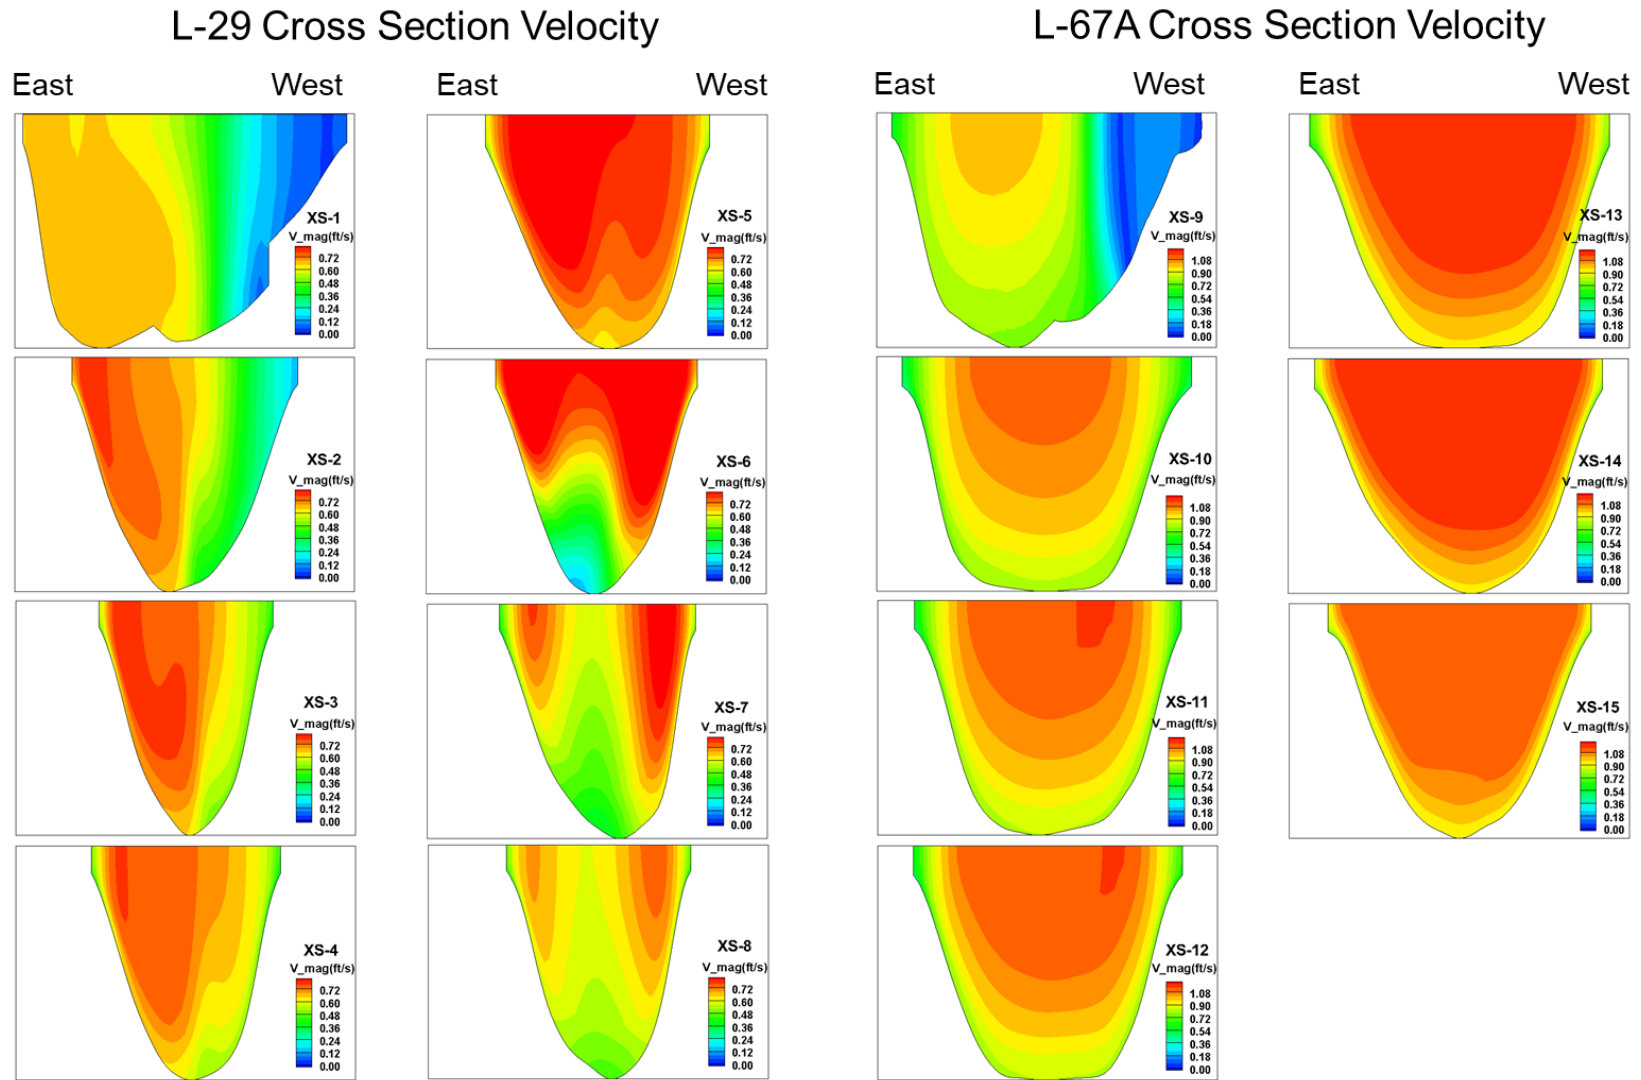 L-29 Cross Section Velocity
East West
East West
XS-1
V_mag(ft/s)
0.72
0.60
0.48
0.36
0.24
0.12
0.00
XS-2
V_mag(ft/s)
0.72
0.60
0.48
0.36
0.24
0.12
0.00
XS-3
V_mag(ft/s)
0.72
0.60
0.48
0.36
0.24
0.12
0.00
XS-4
V_mag(ft/s)
0.72
0.60
0.48
0.36
0.24
0.12
0.00
XS-5
V_mag(ft/s)
0.72
0.60
0.48
0.36
0.24
0.12
0.00
XS-6
V_mag(ft/s)
0.72
0.60
0.48
0.36
0.24
0.12
0.00
XS-7
V_mag(ft/s)
0.72
0.60
0.48
0.36
0.24
0.12
0.00
XS-8
V_mag(ft/s)
0.72
0.60
0.48
0.36
0.24
0.12
0.00
L-67A Cross Section Velocity
East West
East West
XS-9
V_mag(ft/s)
1.08
0.90
0.72
0.54
0.36
0.18
0.00
XS-10
V_mag(ft/s)
1.08
0.90
0.72
0.54
0.36
0.18
0.00
XS-11
V_mag(ft/s)
1.08
0.90
0.72
0.54
0.36
0.18
0.00
XS-12
V_mag(ft/s)
1.08
0.90
0.72
0.54
0.36
0.18
0.00
XS-13
V_mag(ft/s)
1.08
0.90
0.72
0.54
0.36
0.18
0.00
XS-14
V_mag(ft/s)
1.08
0.90
0.72
0.54
0.36
0.18
0.00
XS-15
V_mag(ft/s)
1.08
0.90
0.72
0.54
0.36
0.18
0.00